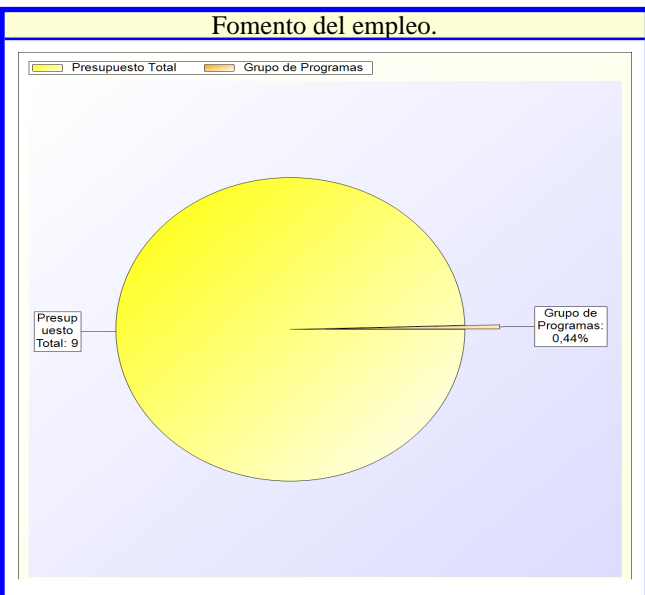 Fomento del empleo.
Presupuesto Total Grupo de Programas
Presup
uesto
Total: 9
Grupo de
Programas:
0,44%